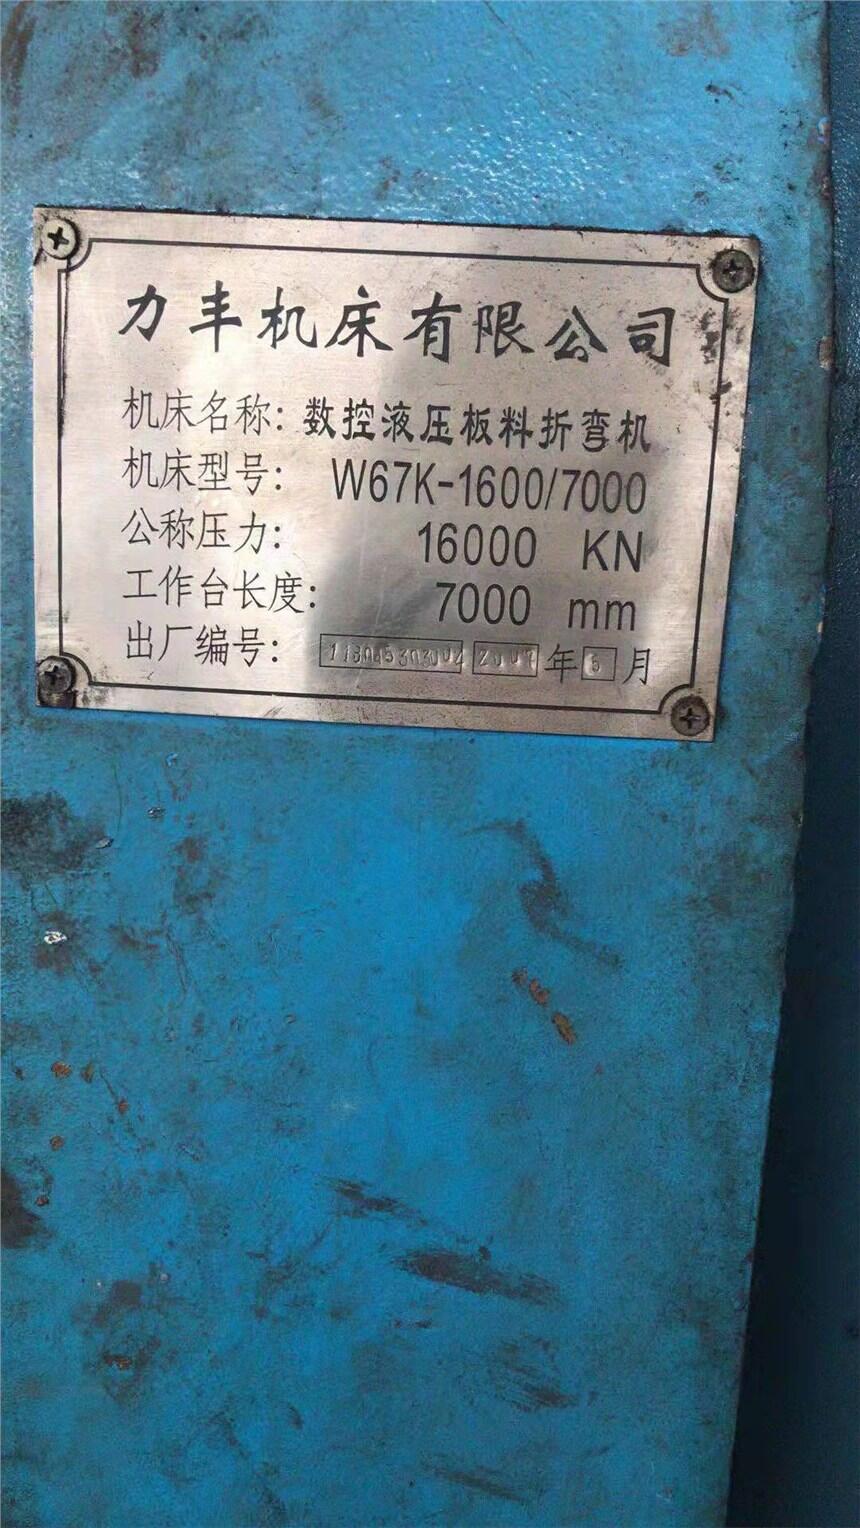 力丰机床有限公司
机床名称: 数控液压板料折弯机
机床型号: W67K-1600/7000
公称压力: 16000 KN
工作台长度: 7000 mm
出厂编号: 年 月